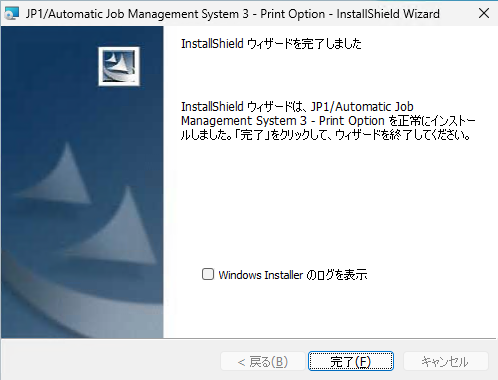 JP1/Automatic Job Management System 3 - Print Option - InstallShield Wizard
InstallShield ウィザードを完了しました
InstallShield ウィザードは、JP1/Automatic Job
Management System 3 - Print Option を正常にインストー
ルしました。「完了」をクリックして、ウィザードを終了してください。
Windows Installer のログを表示
< 戻る(B)
完了(F)
キャンセル